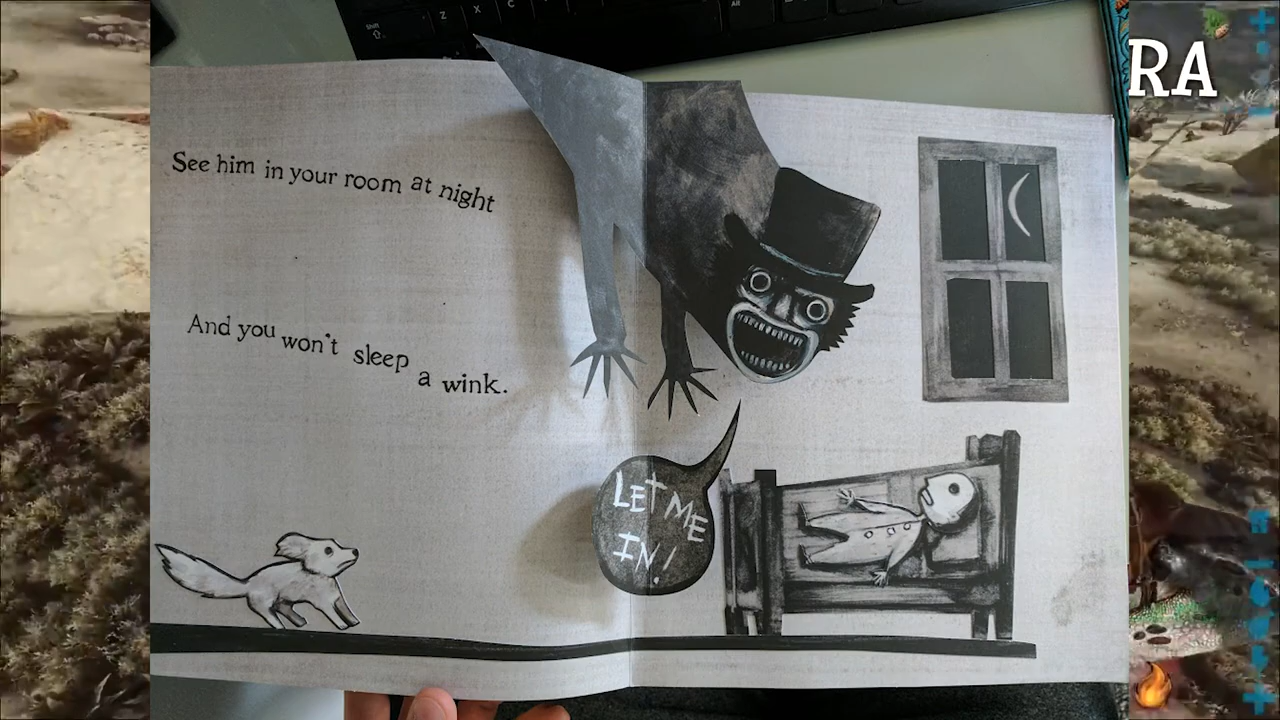 RA
See him in your room at night
And you won't sleep
a wink.
LET ME
IN!